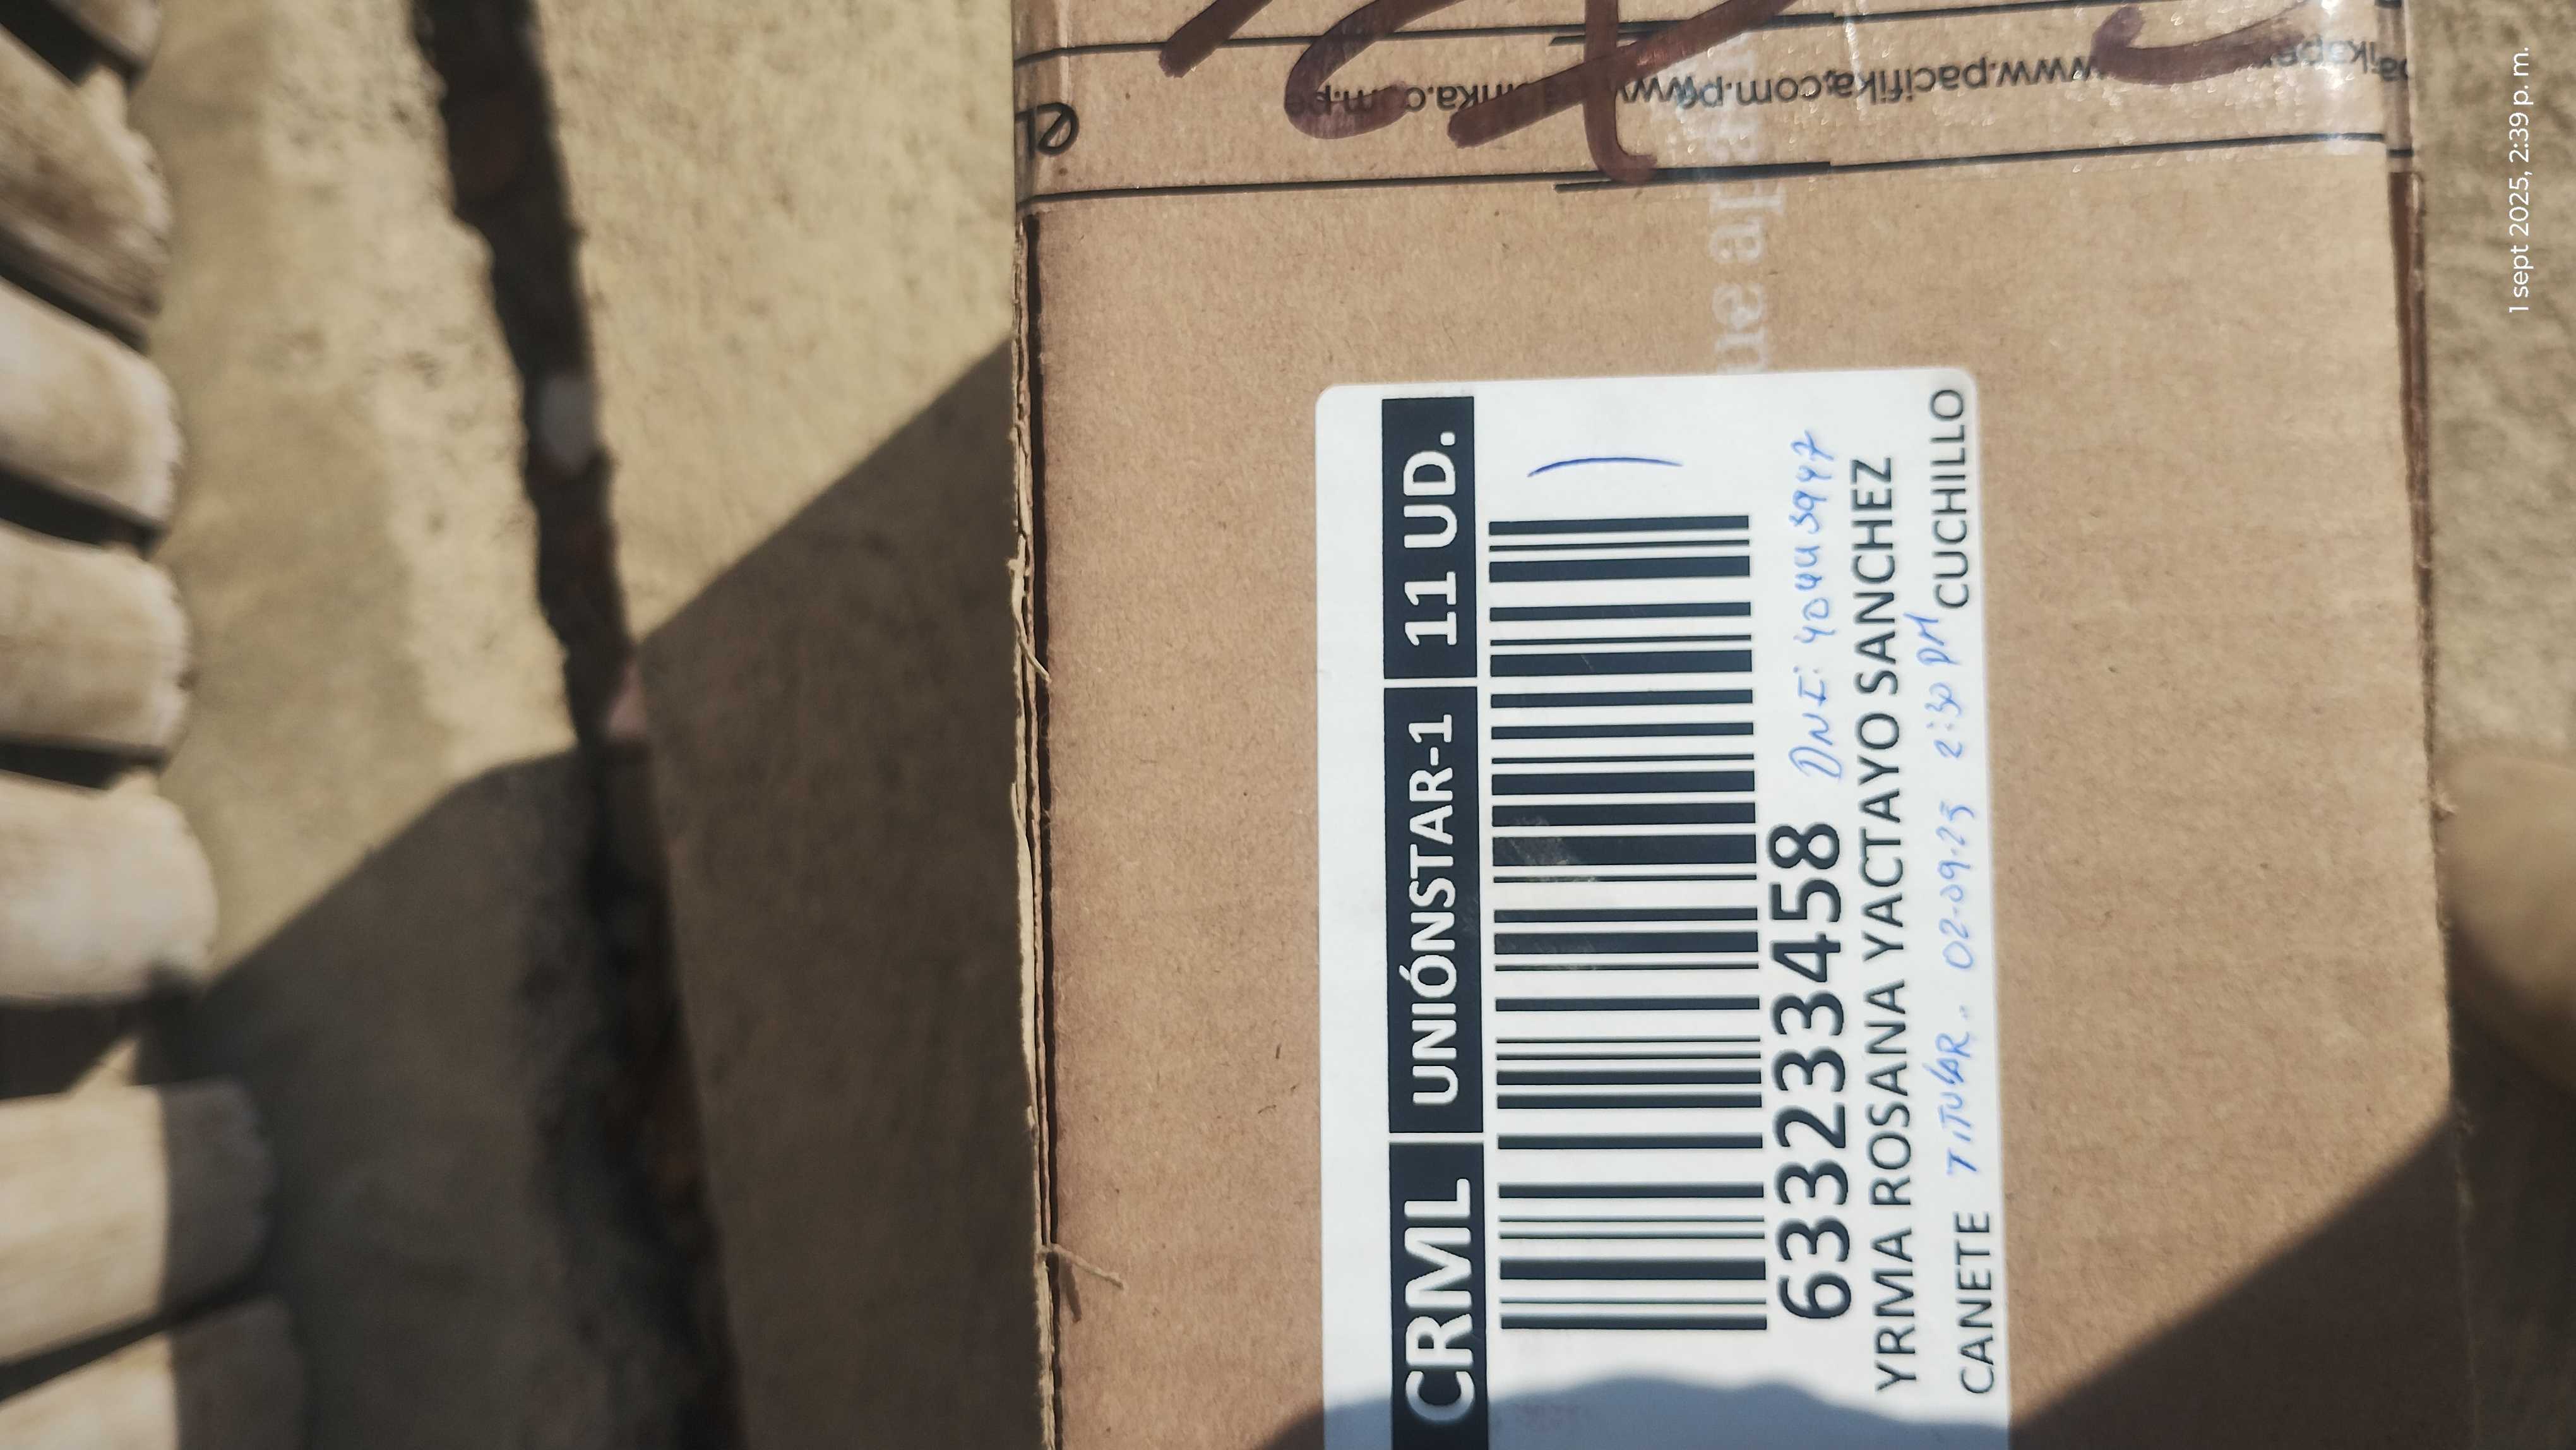 www.pacifika.com.pe
CRML UNIÓNSTAR-1 11 UD.
6332233458 DNI: 40443947
YRMA ROSANA YACTAYO SANCHEZ
CANETE TITULAR.. 02-09-25 2:30 PM CUCHILLO
1 sept 2025, 2:39 p. m.